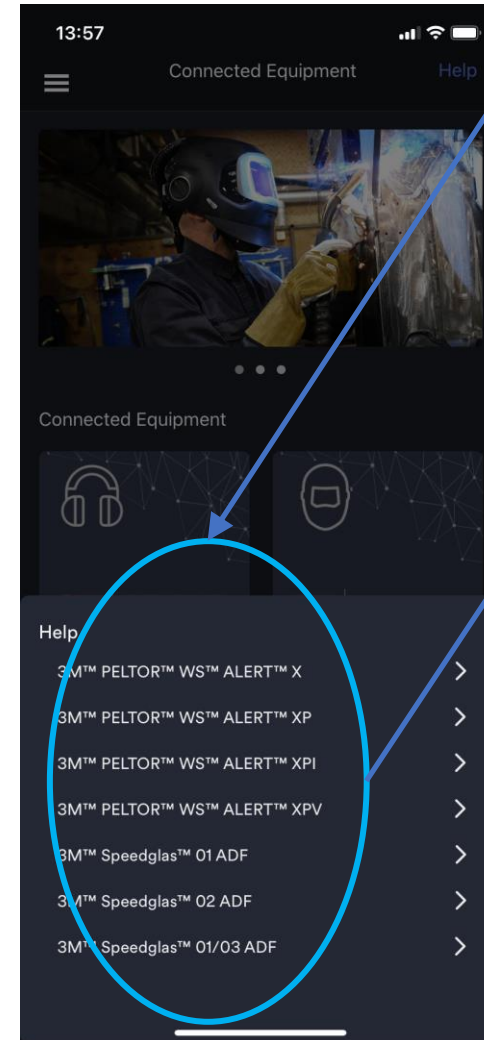 13:57
Connected Equipment Help
Connected Equipment
Help
3M™ PELTOR™ WS™ ALERT™ X
3M™ PELTOR™ WS™ ALERT™ XP
3M™ PELTOR™ WS™ ALERT™ XPI
3M™ PELTOR™ WS™ ALERT™ XPV
3M™ Speedglas™ 01 ADF
3M™ Speedglas™ 02 ADF
3M™ Speedglas™ 01/03 ADF